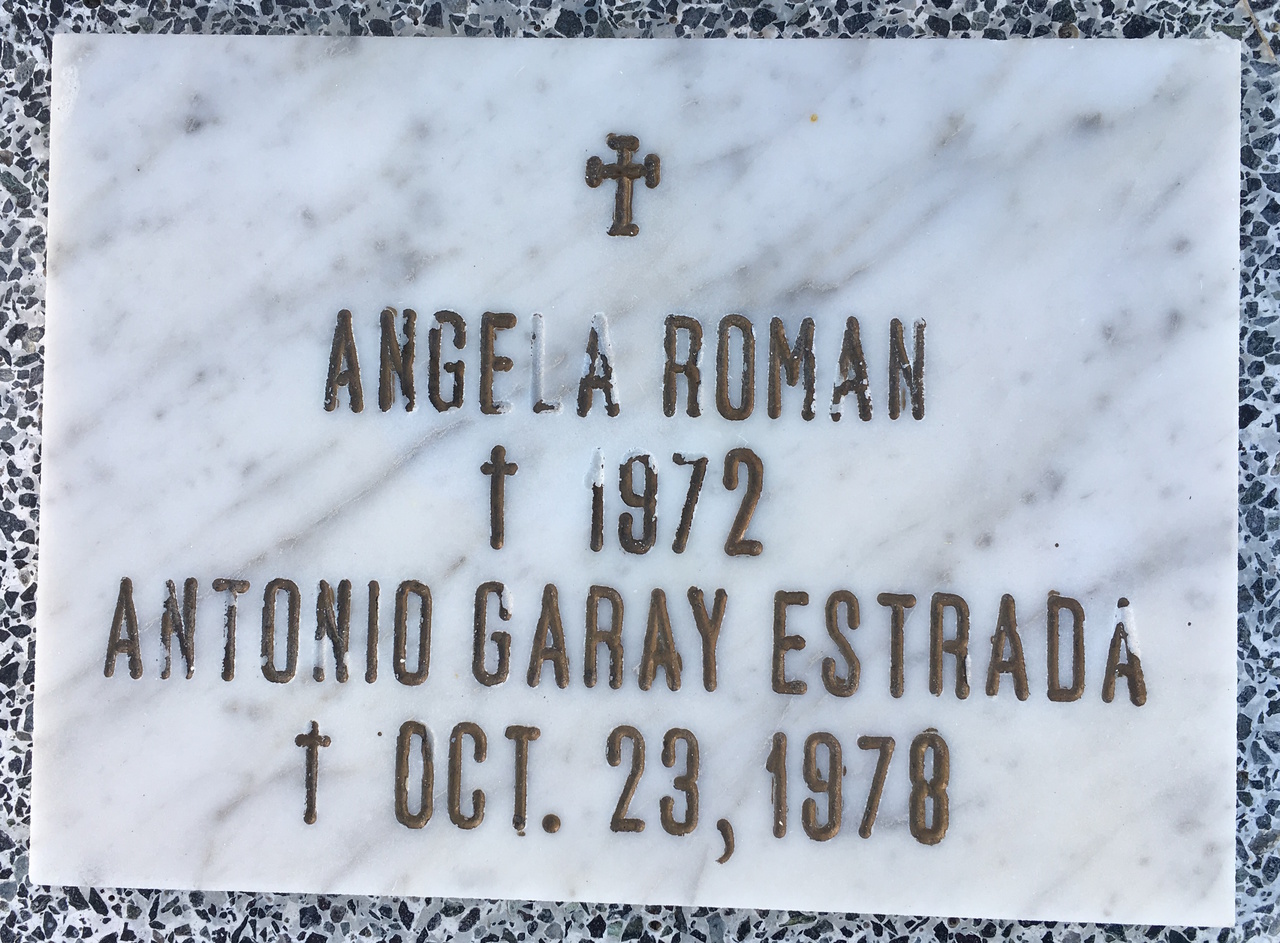 ANGELA ROMAN
† 1972
ANTONIO GARAY ESTRADA
† OCT. 23, 1978